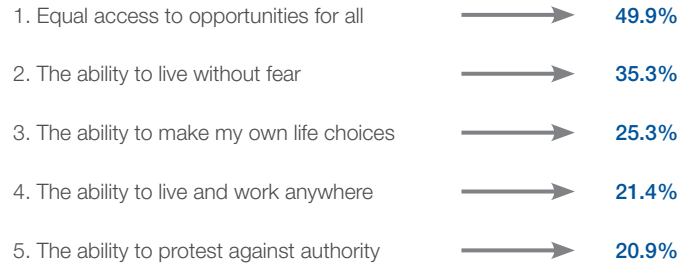 1. Equal access to opportunities for all 49.9%
2. The ability to live without fear 35.3%
3. The ability to make my own life choices 25.3%
4. The ability to live and work anywhere 21.4%
5. The ability to protest against authority 20.9%